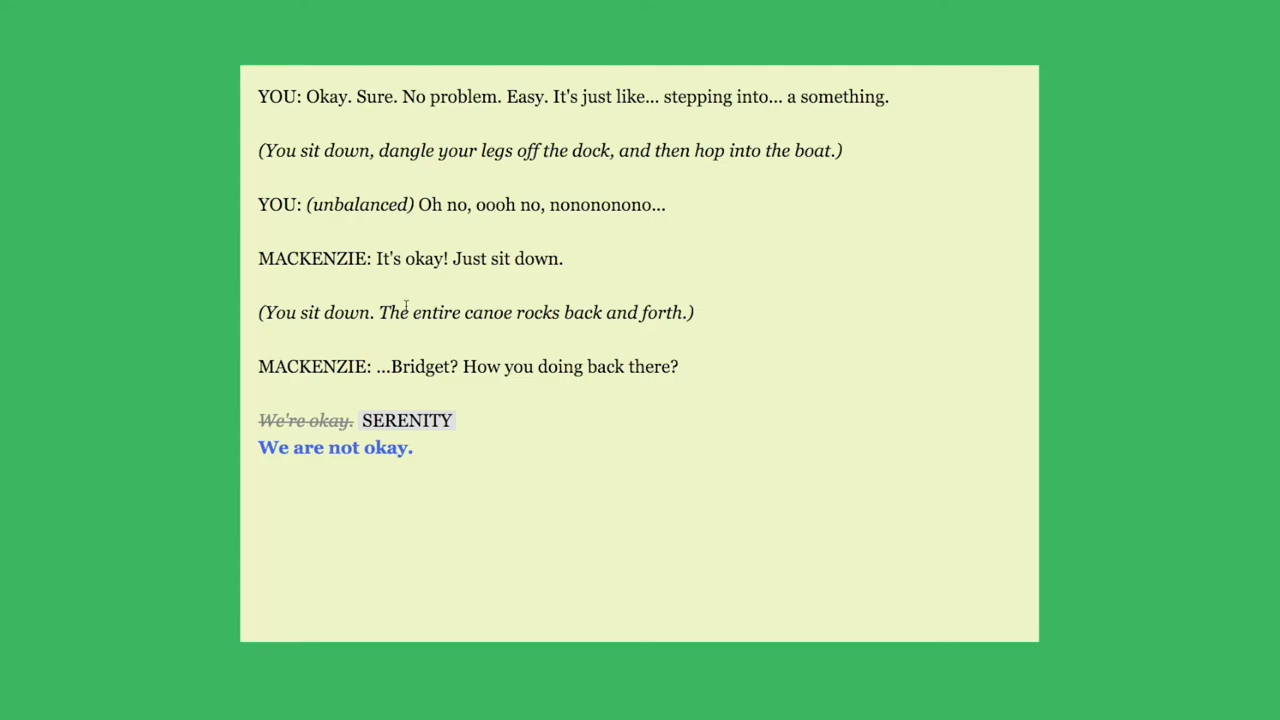 YOU: Okay. Sure. No problem. Easy. It's just like... stepping into... a something.
(You sit down, dangle your legs off the dock, and then hop into the boat.)
YOU: (unbalanced) Oh no, oooh no, nononononо...
MACKENZIE: It's okay! Just sit down.
(You sit down. The entire canoe rocks back and forth.)
MACKENZIE: ...Bridget? How you doing back there?
We're okay. SERENITY
We are not okay.